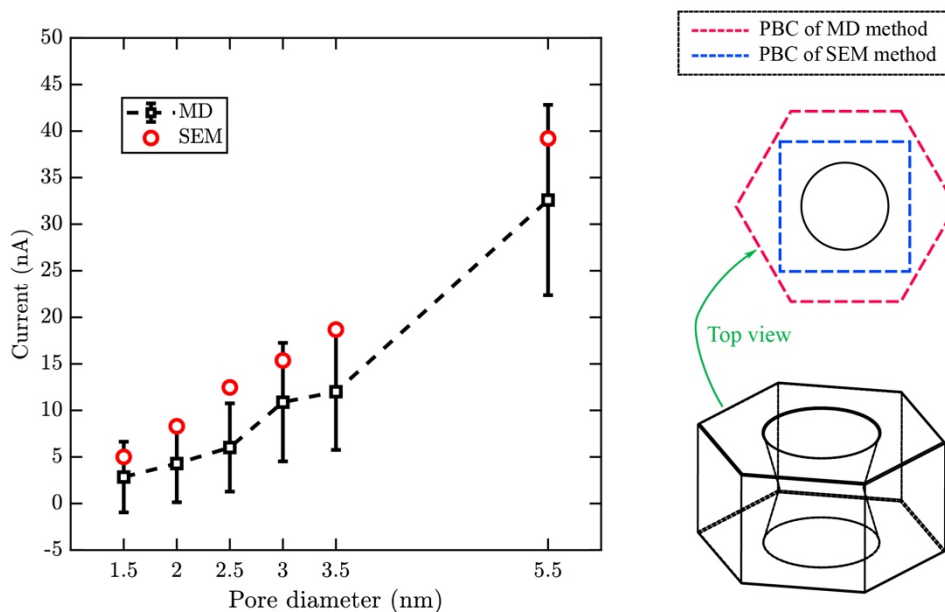 50
45
40
35
30
25
20
15
10
5
0
-5
Current (nA)
MD
SEM
1.5
2
2.5
3
3.5
5.5
Pore diameter (nm)
PBC of MD method
PBC of SEM method
Top view